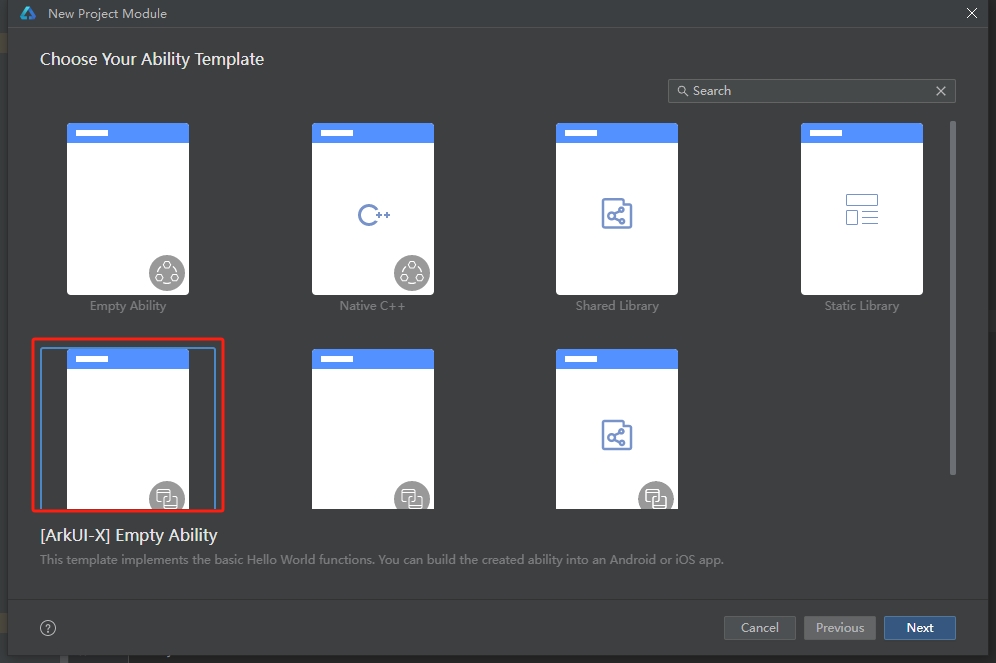 New Project Module
Choose Your Ability Template
Search
C++
Empty Ability
Native C++
Shared Library
Static Library
[ArkUI-X] Empty Ability
This template implements the basic Hello World functions. You can build the created ability into an Android or iOS app.
?
Cancel
Previous
Next